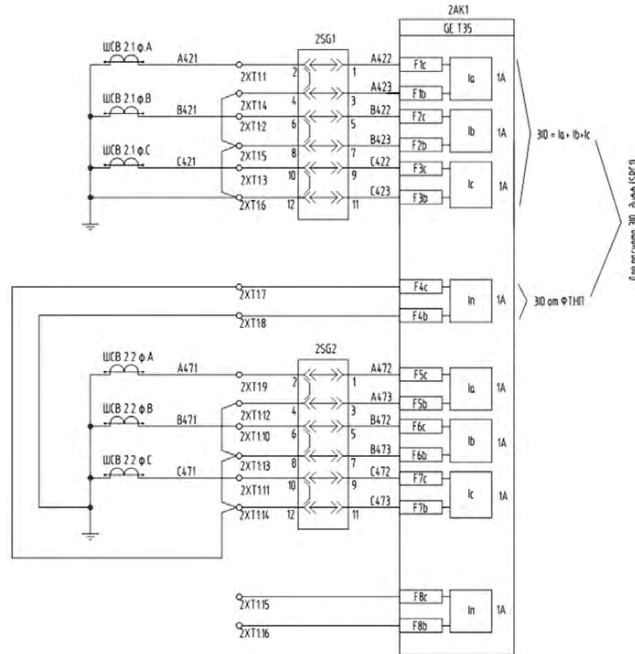 2AK1
GE T35
ШСВ 2.1 ф.A
A421
2XT1:1
2SG1
2
1
A422
F1c
Ia
1A
2XT1:4
4
3
A423
F1b
ШСВ 2.1 ф.B
B421
2XT1:2
6
5
B422
F2c
Ib
1A
2XT1:5
8
7
B423
F2b
ШСВ 2.1 ф.C
C421
2XT1:3
10
9
C422
F3c
Ic
1A
2XT1:6
12
11
C423
F3b
3I0 = Ia + Ib+Ic
2XT1:7
F4c
In
1A
2XT1:8
F4b
3I0 от ФТНП
ШСВ 2.2 ф.A
A471
2XT1:9
2SG2
2
1
A472
F5c
Ia
1A
2XT1:12
4
3
A473
F5b
ШСВ 2.2 ф.B
B471
2XT1:10
6
5
B472
F6c
Ib
1A
2XT1:13
8
7
B473
F6b
ШСВ 2.2 ф.C
C471
2XT1:11
10
9
C472
F7c
Ic
1A
2XT1:14
12
11
C473
F7b
2XT1:15
F8c
In
1A
2XT1:16
F8b